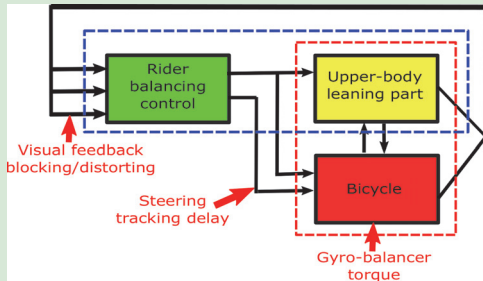 Rider
balancing
control
Upper-body
leaning part
Visual feedback
blocking/distorting
Steering
tracking delay
Bicycle
Gyro-balancer
torque